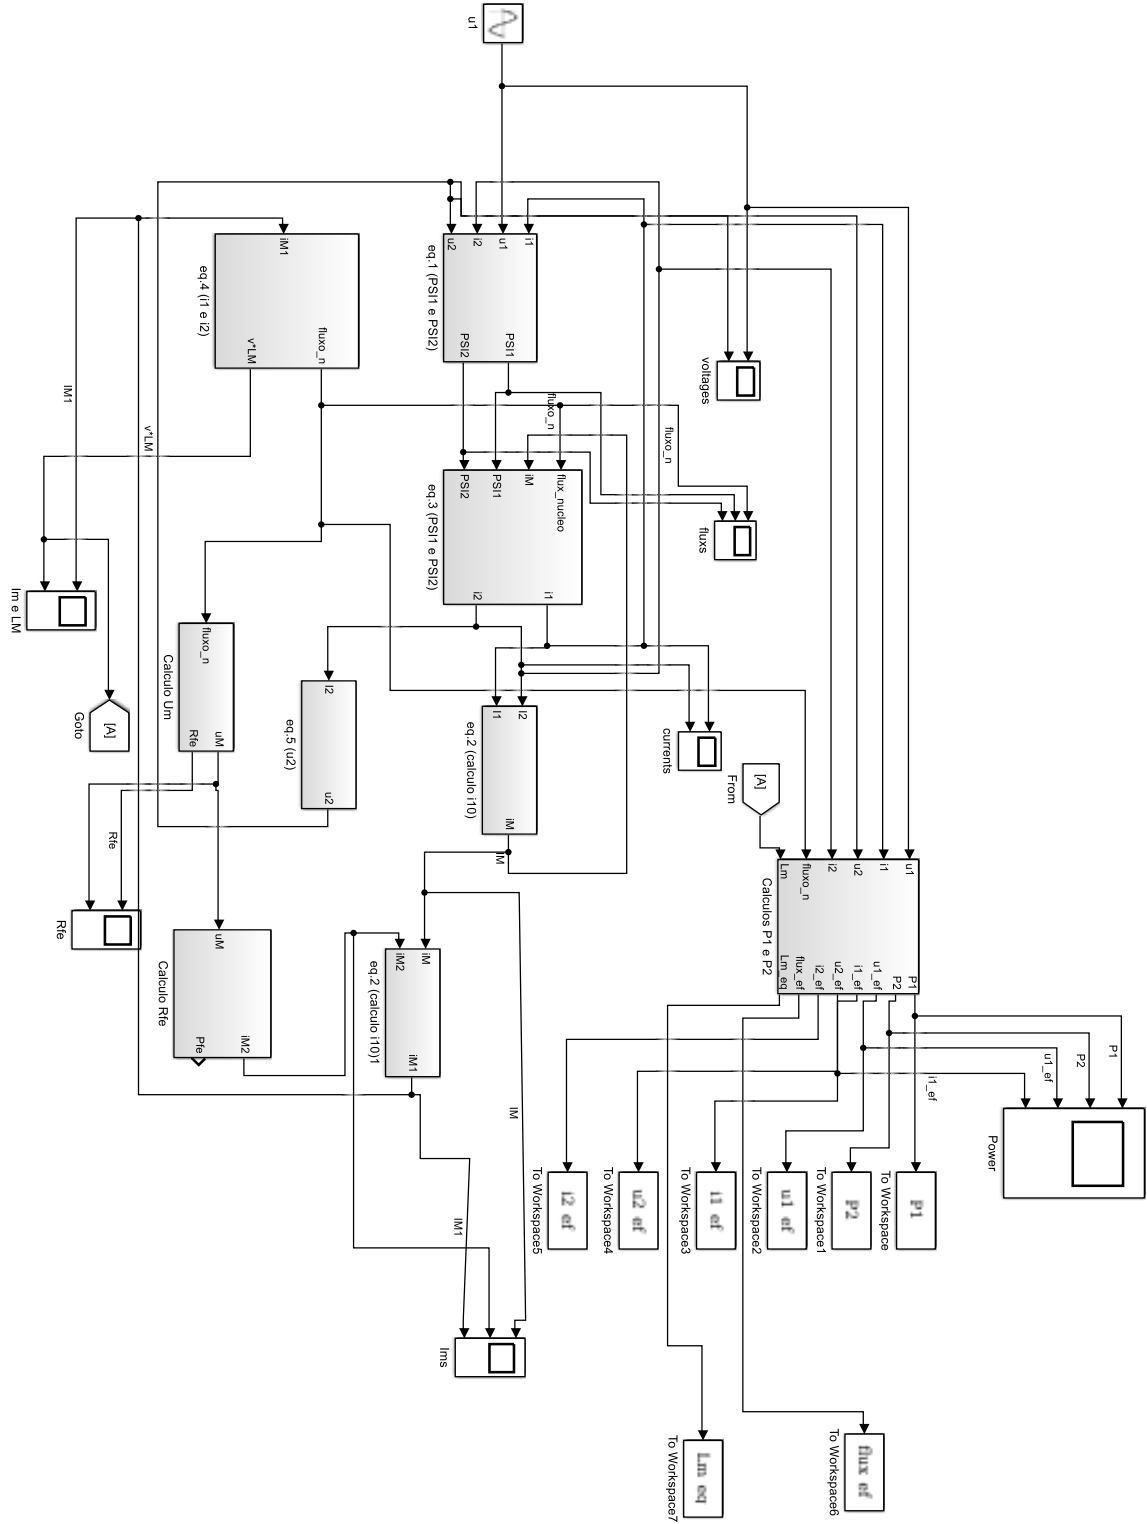 u1
i1
u1
i2
u2
PSI1
PSI2
eq.1 (PSI1 e PSI2)
iM1
fluxo_n
v*LM
eq.4 (i1 e i2)
voltages
fluxo_n
fluxo_n
IM1
v*LM
flux_nucleo
iM
PSI1
PSI2
i1
i2
eq.3 (PSI1 e PSI2)
fluxs
Im e LM
fluxo_n
uM
Rfe
Calculo Um
[A]
Goto
I2
u2
eq.5 (u2)
I2
I1
iM
eq.2 (calculo i10)
currents
[A]
From
IM
Rfe
Rfe
u1
i1
u2
i2
fluxo_n
Lm
P1
P2
u1_ef
i1_ef
u2_ef
i2_ef
flux_ef
Lm_eq
Calculos P1 e P2
uM
iM2
Pfe
Calculo Rfe
iM
iM2
iM1
eq.2 (calculo i10)1
P1
P2
u1_ef
i1_ef
Power
IM
IM1
P1
To Workspace
P2
To Workspace1
u1_ef
To Workspace2
i1_ef
To Workspace3
u2_ef
To Workspace4
i2_ef
To Workspace5
Ims
flux_ef
To Workspace6
Lm_eq
To Workspace7